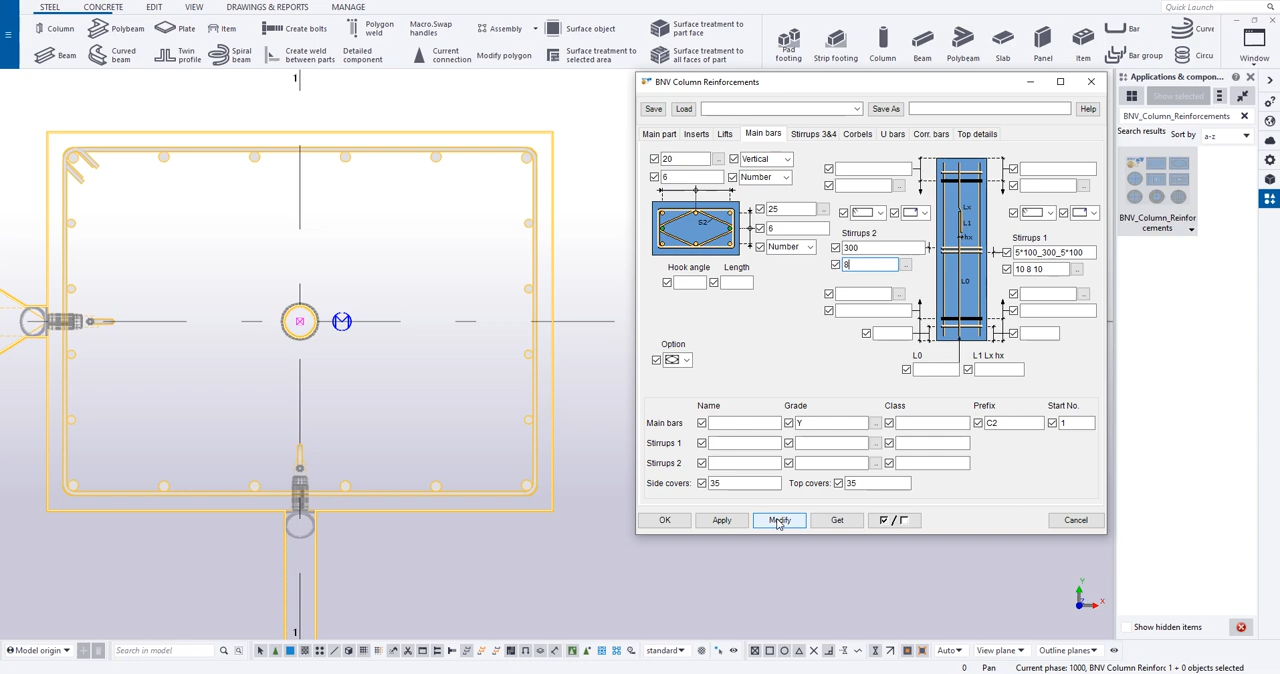 STEEL CONCRETE EDIT VIEW DRAWINGS & REPORTS MANAGE Quick Launch
Column Polybeam Plate Item Create bolts Polygon weld Macro.Swap handles Assembly Surface object Surface treatment to part face
Beam Curved beam Twin profile Spiral beam Create weld between parts Detailed component Current connection Modify polygon Surface treatment to selected area Surface treatment to all faces of part
Pad footing Strip footing Column Beam Polybeam Slab Panel Item Bar Bar group Curve Circu Window
1
BNV Column Reinforcements
Save Load Save As Help
Main part Inserts Lifts Main bars Stirrups 3&4 Corbels U bars Corr. bars Top details
20 ... Vertical
6 Number
S2
25 ...
6
Number
Hook angle Length
Stirrups 2
300
8 ...
Lx
L1
hx
L0
Stirrups 1
5*100_300_5*100
10 8 10 ...
Option
L0 L1 Lx hx
Name Grade Class Prefix Start No.
Main bars Y ... C2 1
Stirrups 1 ...
Stirrups 2 ...
Side covers: 35 Top covers: 35
OK Apply Modify Get / Cancel
Applications & compon...
Show selected
BNV_Column_Reinforcements
Search results Sort by a-z
BNV_Column_Reinfor
cements
M
Y
X
Z
1
Show hidden items
Model origin Search in model standard Auto View plane Outline planes
0 Pan Current phase: 1000, BNV Column Reinforc 1 + 0 objects selected